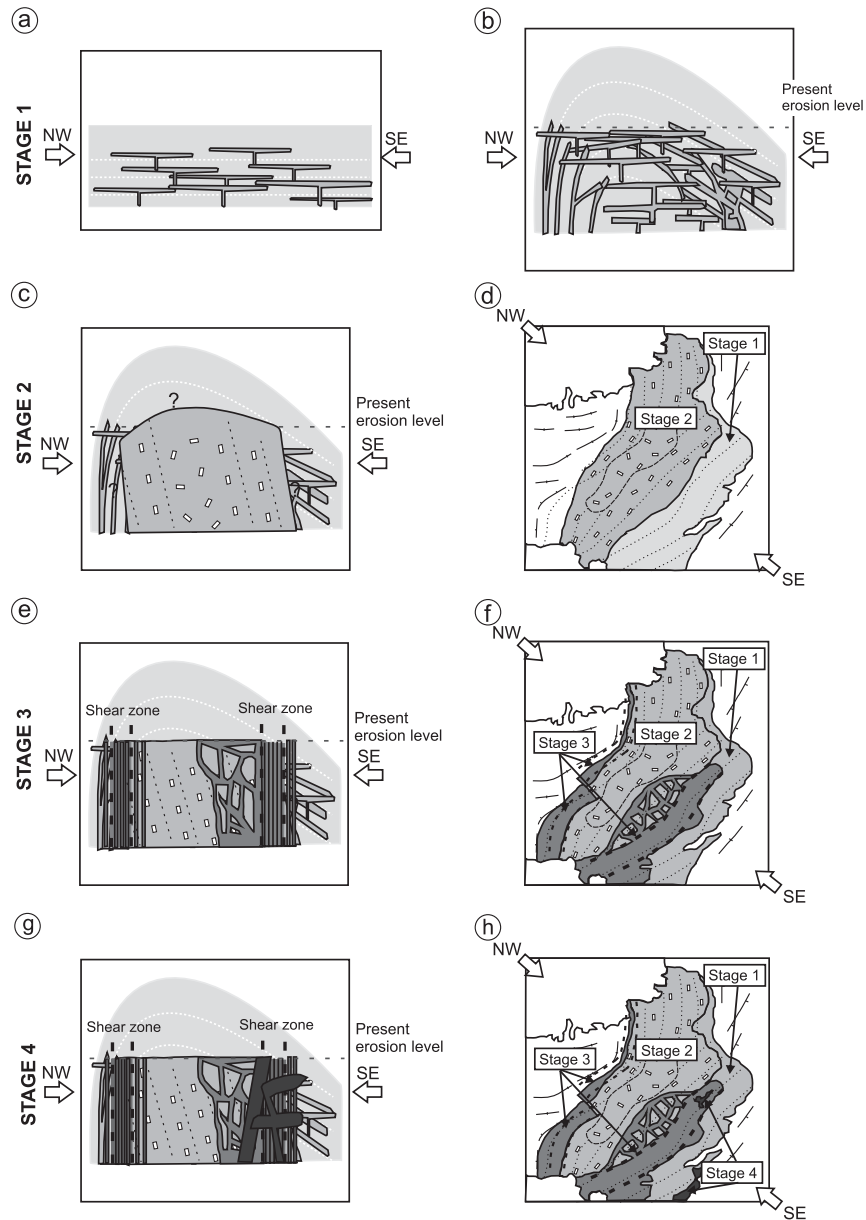 a
STAGE 1
NW
SE
b
Present
erosion level
NW
SE
c
STAGE 2
?
Present
erosion level
NW
SE
?
?
d
NW
Stage 1
Stage 2
SE
e
STAGE 3
Shear zone
Shear zone
Present
erosion level
NW
SE
f
NW
Stage 1
Stage 2
Stage 3
SE
g
STAGE 4
Shear zone
Shear zone
Present
erosion level
NW
SE
h
NW
Stage 1
Stage 2
Stage 3
Stage 4
SE